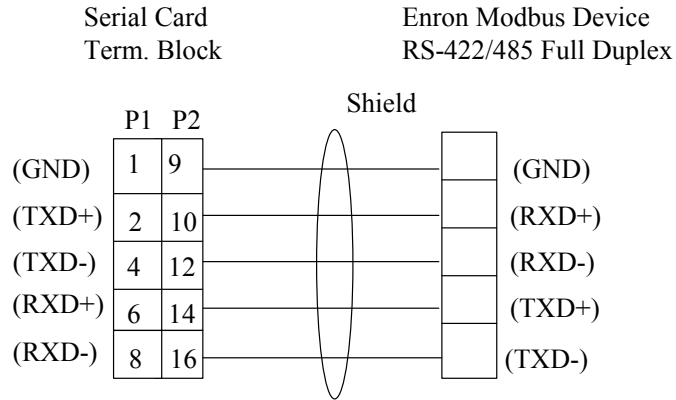 Serial Card Enron Modbus Device
Term. Block RS-422/485 Full Duplex
Shield
P1 P2
(GND) 1 9 (GND)
(TXD+) 2 10 (RXD+)
(TXD-) 4 12 (RXD-)
(RXD+) 6 14 (TXD+)
(RXD-) 8 16 (TXD-)